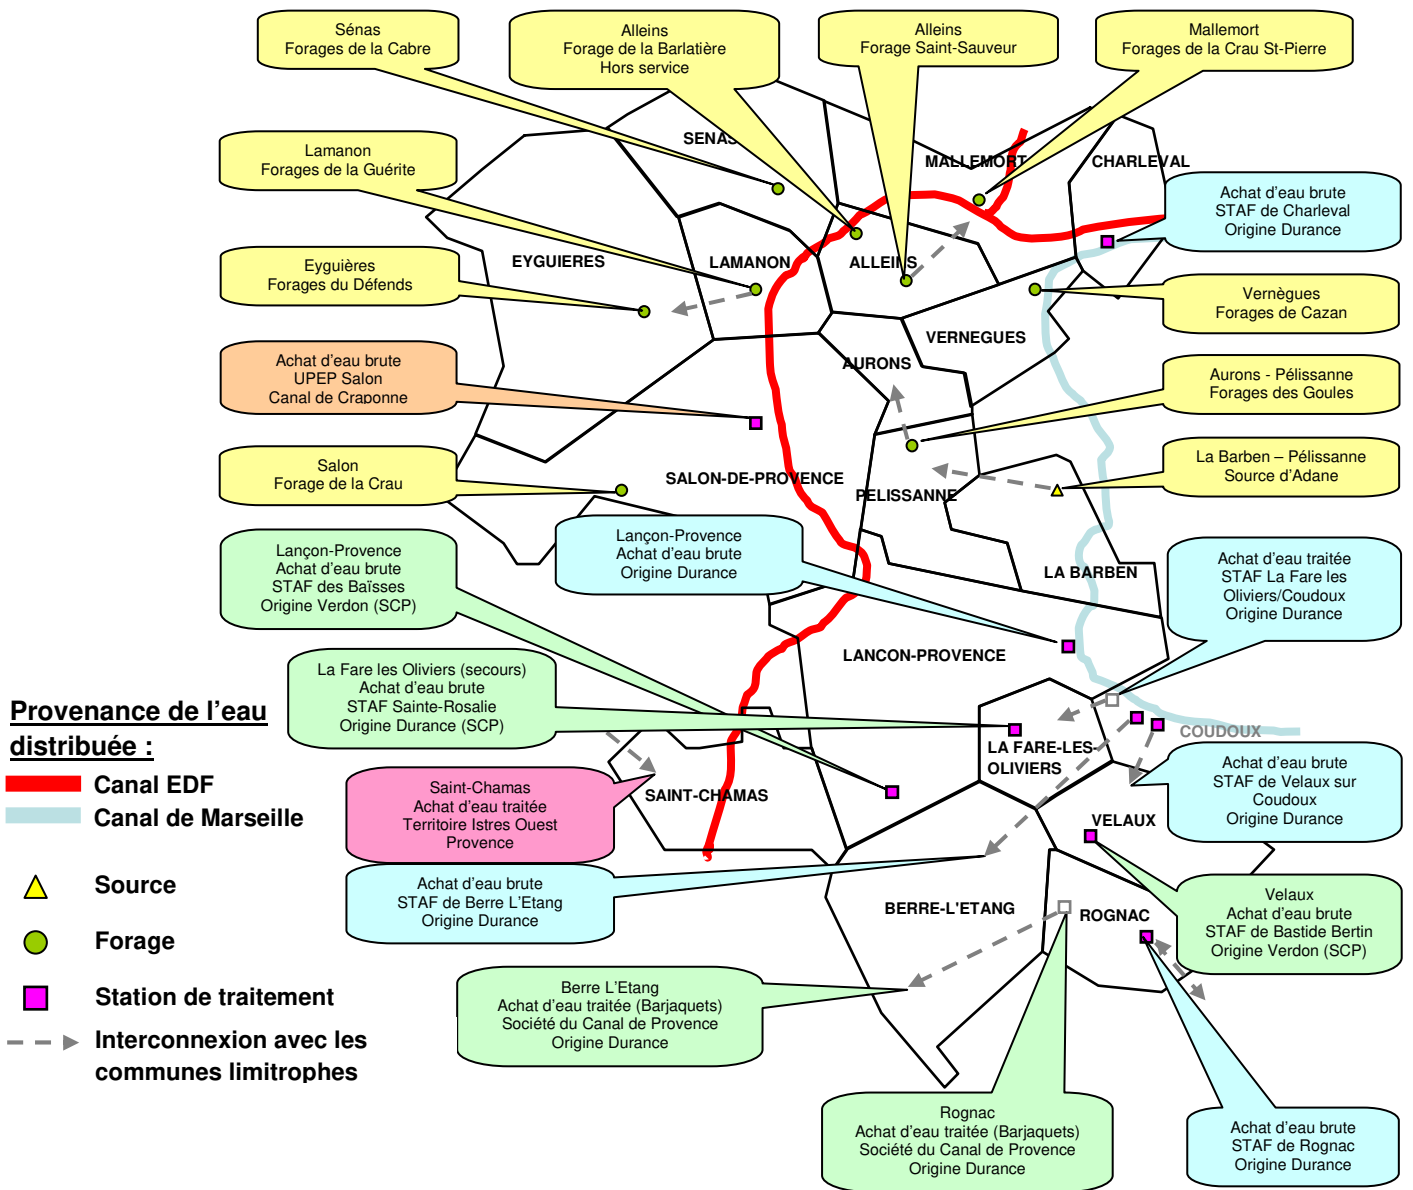 Sénas
Forages de la Cabre
Alleins
Forage de la Barlatière
Hors service
Alleins
Forage Saint-Sauveur
Mallemort
Forages de la Crau St-Pierre
SENAS
MALLEMORT
CHARLEVAL
Lamanon
Forages de la Guérite
Achat d'eau brute
STAF de Charleval
Origine Durance
EYGUIERES
LAMANON
ALLEINS
Eyguières
Forages du Défends
Vernègues
Forages de Cazan
VERNEGUES
AURONS
Achat d'eau brute
UPEP Salon
Canal de Craponne
Aurons - Pélissanne
Forages des Goules
Salon
Forage de la Crau
SALON-DE-PROVENCE
PELISSANNE
La Barben – Pélissanne
Source d'Adane
Lançon-Provence
Achat d'eau brute
STAF des Baïsses
Origine Verdon (SCP)
Lançon-Provence
Achat d'eau brute
Origine Durance
LA BARBEN
Achat d'eau traitée
STAF La Fare les
Oliviers/Coudoux
Origine Durance
LANCON-PROVENCE
La Fare les Oliviers (secours)
Achat d'eau brute
STAF Sainte-Rosalie
Origine Durance (SCP)
Provenance de l'eau
distribuée :
Canal EDF
Canal de Marseille
Source
Forage
Station de traitement
Interconnexion avec les
communes limitrophes
COUDOUX
LA FARE-LES-
OLIVIERS
Saint-Chamas
Achat d'eau traitée
Territoire Istres Ouest
Provence
SAINT-CHAMAS
Achat d'eau brute
STAF de Velaux sur
Coudoux
Origine Durance
VELAUX
Achat d'eau brute
STAF de Berre L'Etang
Origine Durance
BERRE-L'ETANG
ROGNAC
Velaux
Achat d'eau brute
STAF de Bastide Bertin
Origine Verdon (SCP)
Berre L'Etang
Achat d'eau traitée (Barjaquets)
Société du Canal de Provence
Origine Durance
Rognac
Achat d'eau traitée (Barjaquets)
Société du Canal de Provence
Origine Durance
Achat d'eau brute
STAF de Rognac
Origine Durance